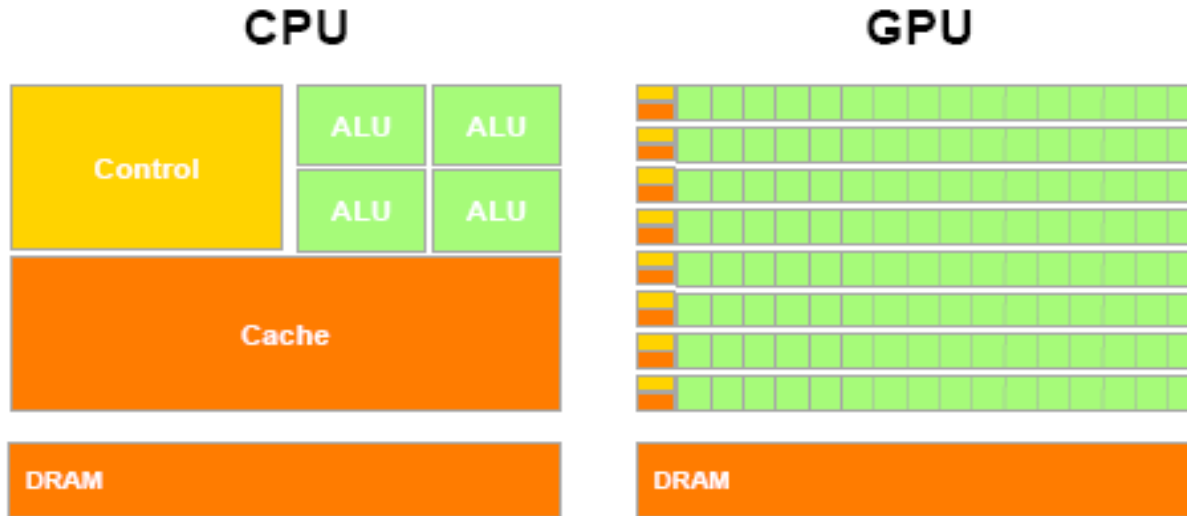 CPU
GPU
Control
ALU
ALU
ALU
ALU
Cache
DRAM
DRAM